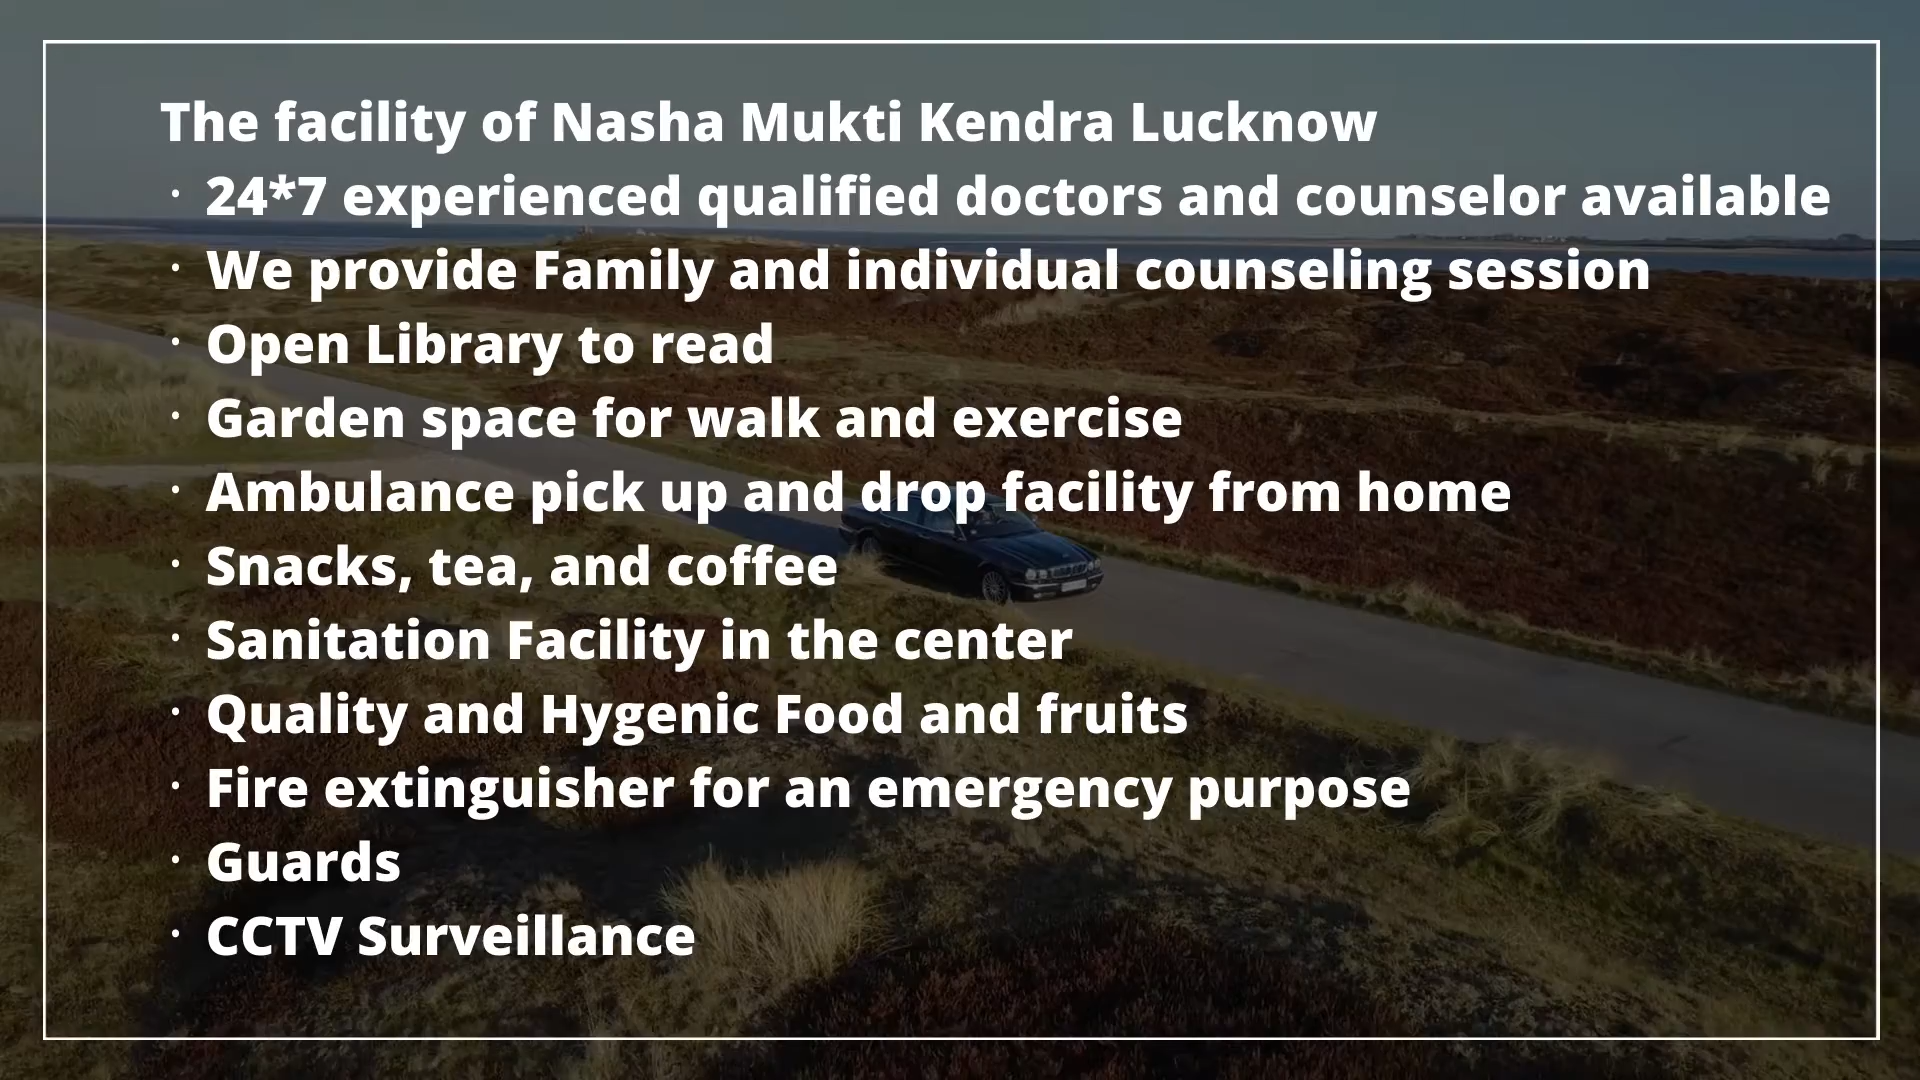 The facility of Nasha Mukti Kendra Lucknow
· 24*7 experienced qualified doctors and counselor available
· We provide Family and individual counseling session
· Open Library to read
· Garden space for walk and exercise
· Ambulance pick up and drop facility from home
· Snacks, tea, and coffee
· Sanitation Facility in the center
· Quality and Hygenic Food and fruits
· Fire extinguisher for an emergency purpose
· Guards
· CCTV Surveillance